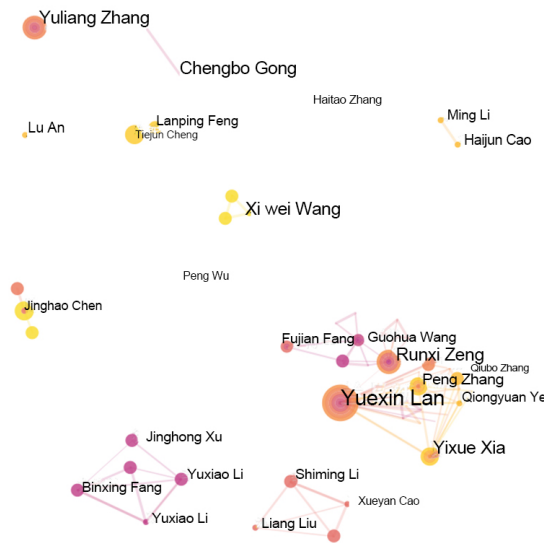 Yuliang Zhang
Chengbo Gong
Haitao Zhang
Ming Li
Lanping Feng
Lu An
Tiejun Cheng
Haijun Cao
Xi wei Wang
Peng Wu
Jinghao Chen
Fujian Fang
Guohua Wang
Runxi Zeng
Qiubo Zhang
Peng Zhang
Yuexin Lan
Qiongyuan Ye
Jinghong Xu
Yixue Xia
Yuxiao Li
Shiming Li
Binxing Fang
Xueyan Cao
Yuxiao Li
Liang Liu